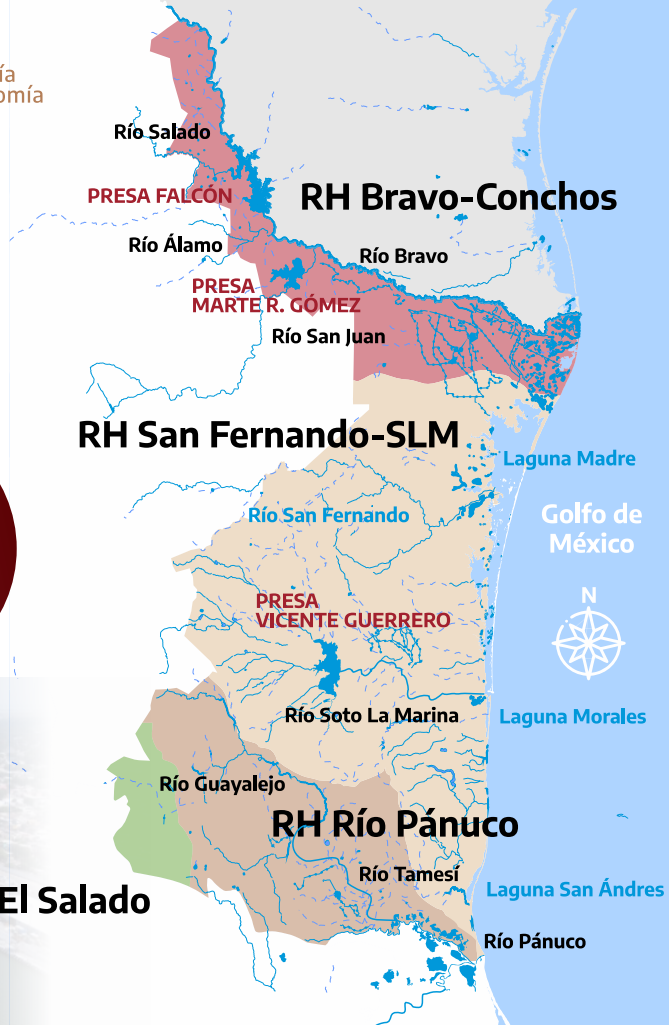 ía
omía
Río Salado
PRESA FALCÓN
RH Bravo-Conchos
Río Álamo
Río Bravo
PRESA
MARTE R. GÓMEZ
Río San Juan
RH San Fernando-SLM
Laguna Madre
Río San Fernando
Golfo de
México
N
PRESA
VICENTE GUERRERO
Río Soto La Marina
Laguna Morales
Río Guayalejo
RH Río Pánuco
Río Tamesí
El Salado
Laguna San Ándres
Río Pánuco